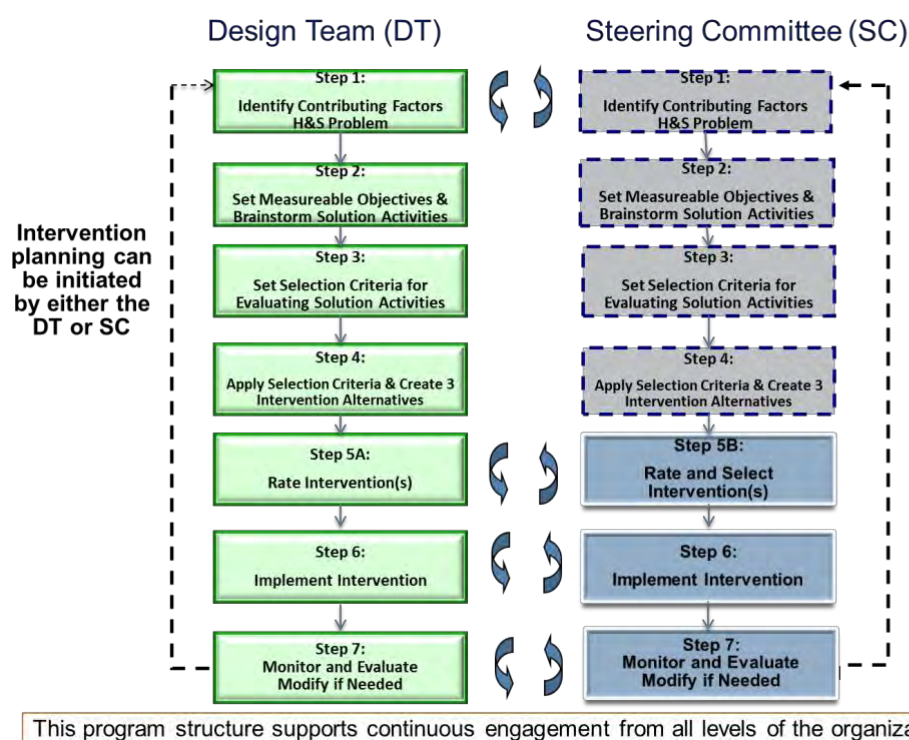 Design Team (DT)
Steering Committee (SC)
Step 1:
Identify Contributing Factors
H&S Problem
Step 2:
Set Measureable Objectives &
Brainstorm Solution Activities
Step 3:
Set Selection Criteria for
Evaluating Solution Activities
Step 4:
Apply Selection Criteria & Create 3
Intervention Alternatives
Step 5A:
Rate Intervention(s)
Step 6:
Implement Intervention
Step 7:
Monitor and Evaluate
Modify if Needed
Step 1:
Identify Contributing Factors
H&S Problem
Step 2:
Set Measureable Objectives &
Brainstorm Solution Activities
Step 3:
Set Selection Criteria for
Evaluating Solution Activities
Step 4:
Apply Selection Criteria & Create 3
Intervention Alternatives
Step 5B:
Rate and Select
Intervention(s)
Step 6:
Implement Intervention
Step 7:
Monitor and Evaluate
Modify if Needed
Intervention
planning can
be initiated
by either the
DT or SC
This program structure supports continuous engagement from all levels of the organiza